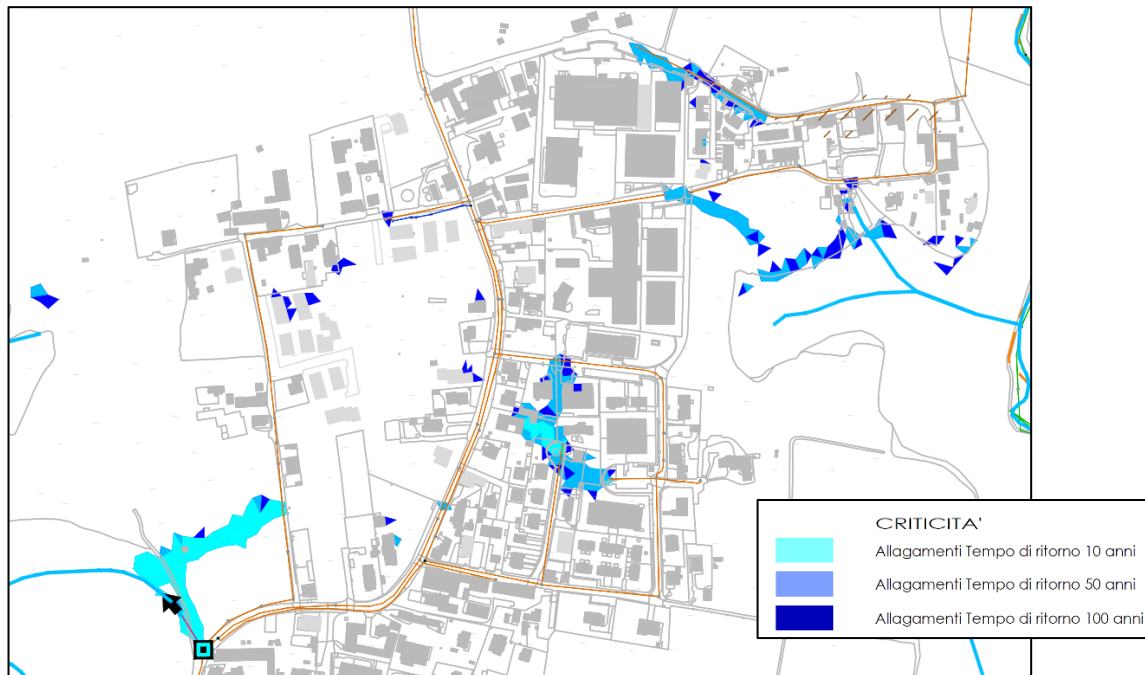 CRITICITA'
Allagamenti Tempo di ritorno 10 anni
Allagamenti Tempo di ritorno 50 anni
Allagamenti Tempo di ritorno 100 anni